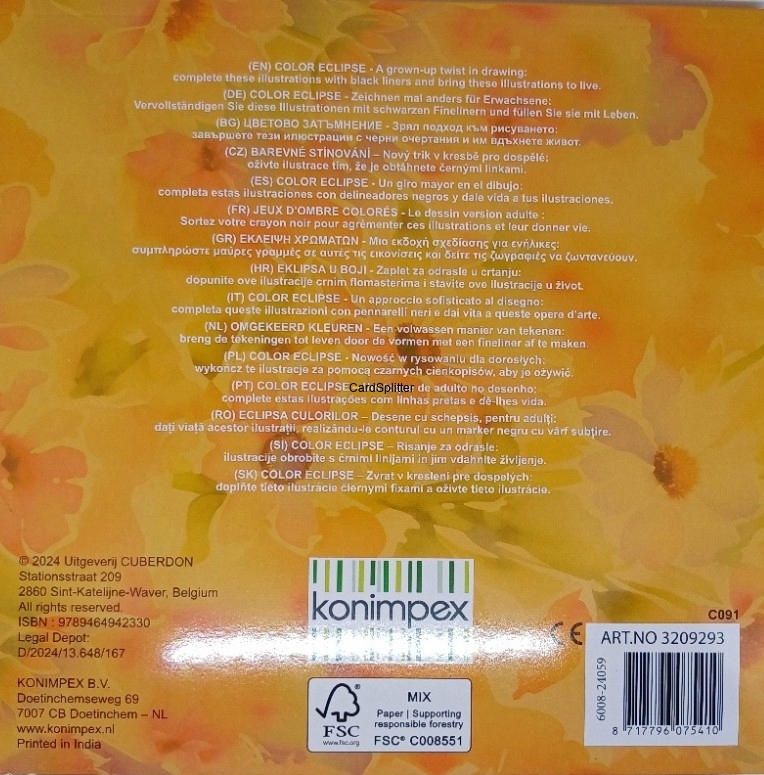 (EN) COLOR ECLIPSE - A grown-up twist in drawing:
complete these illustrations with black liners and bring these illustrations to live.
(DE) COLOR ECLIPSE - Zeichnen mal anders für Erwachsene:
Vervollständigen Sie diese Illustrationen mit schwarzen Finelinern und füllen Sie sie mit Leben.
(BG) ЦВЕТОВО ЗАТЪМНЕНИЕ - Зрял подход към рисуването:
завършете тези илюстрации с черни очертания и им вдъхнете живот.
(CZ) BAREVNÉ STÍNOVÁNÍ – Nový trik v kresbě pro dospělé:
oživte ilustrace tím, že je obtáhnete černými linkami.
(ES) COLOR ECLIPSE - Un giro mayor en el dibujo:
completa estas ilustraciones con delineadores negros y dale vida a tus ilustraciones.
(FR) JEUX D'OMBRE COLORÉS - Le dessin version adulte :
Sortez votre crayon noir pour agrémenter ces illustrations et leur donner vie.
(GR) ΕΚΛΕΙΨΗ ΧΡΩΜΑΤΩΝ - Μια εκδοχή σχεδίασης για ενήλικες:
συμπληρώστε μαύρες γραμμές σε αυτές τις εικονίσεις και δείτε τις ζωγραφιές να ζωντανεύουν.
(HR) EKLIPSA U BOJI - Zaplet za odrasle u crtanju:
dopunite ove ilustracije crnim flomasterima i stavite ove ilustracije u život.
(IT) COLOR ECLIPSE - Un approccio sofisticato al disegno:
completa queste illustrazioni con pennarelli neri e dai vita a queste opere d'arte.
(NL) OMGEKEERD KLEUREN - Een volwassen manier van tekenen:
breng de tekeningen tot leven door de vormen met een fineliner af te maken.
(PL) COLOR ECLIPSE - Nowość w rysowaniu dla dorosłych:
wykończ te ilustracje za pomocą czarnych cienkopisów, aby je ożywić.
(PT) COLOR ECLIPSE CardSplitter de adulto no desenho:
complete estas ilustrações com linhas pretas e dê-lhes vida.
(RO) ECLIPSA CULORILOR – Desene cu schepsis, pentru adulți:
dați viață acestor ilustrații, realizându-le conturul cu un marker negru cu vârf subțire.
(SI) COLOR ECLIPSE – Risanje za odrasle:
ilustracije obrobite s črnimi linijami in jim vdahnite življenje.
(SK) COLOR ECLIPSE – Zvrat v kreslení pre dospelých:
doplňte tieto ilustrácie čiernymi fixami a oživte tieto ilustrácie.
© 2024 Uitgeverij CUBERDON
Stationsstraat 209
2860 Sint-Katelijne-Waver, Belgium
All rights reserved.
ISBN : 9789464942330
Legal Depot:
D/2024/13.648/167
KONIMPEX B.V.
Doetinchemseweg 69
7007 CB Doetinchem – NL
www.konimpex.nl
Printed in India
konimpex
FSC
www.fsc.org
MIX
Paper | Supporting
responsible forestry
FSC® C008551
C091
CE
ART.NO 3209293
6008-24059
8 717796 075410